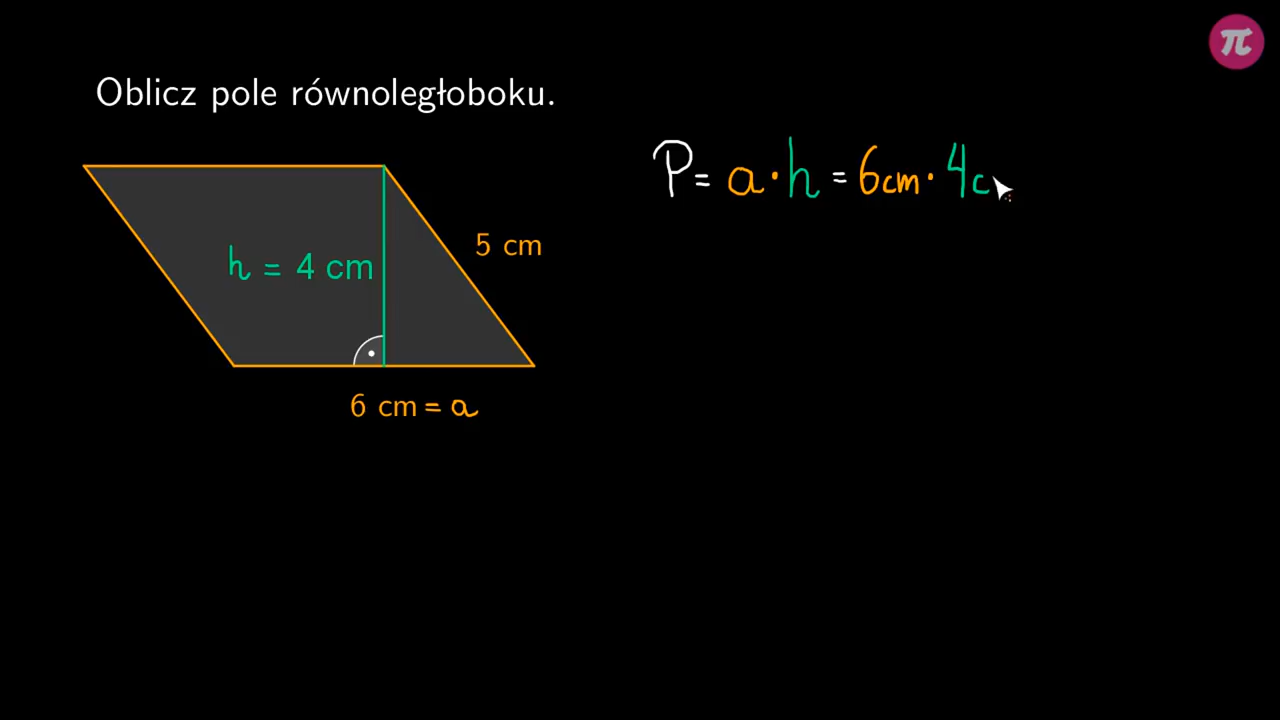 π
Oblicz pole równoległoboku.
P = a · h = 6cm · 4c
5 cm
h = 4 cm
6 cm = a